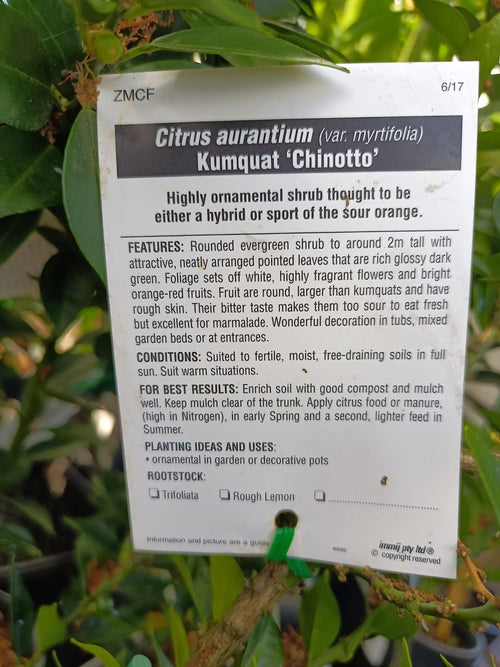 ZMCF 6/17
Citrus aurantium (var. myrtifolia)
Kumquat ‘Chinotto’
Highly ornamental shrub thought to be
either a hybrid or sport of the sour orange.
FEATURES: Rounded evergreen shrub to around 2m tall with
attractive, neatly arranged pointed leaves that are rich glossy dark
green. Foliage sets off white, highly fragrant flowers and bright
orange-red fruits. Fruit are round, larger than kumquats and have
rough skin. Their bitter taste makes them too sour to eat fresh
but excellent for marmalade. Wonderful decoration in tubs, mixed
garden beds or at entrances.
CONDITIONS: Suited to fertile, moist, free-draining soils in full
sun. Suit warm situations.
FOR BEST RESULTS: Enrich soil with good compost and mulch
well. Keep mulch clear of the trunk. Apply citrus food or manure,
(high in Nitrogen), in early Spring and a second, lighter feed in
Summer.
PLANTING IDEAS AND USES:
• ornamental in garden or decorative pots
ROOTSTOCK:
❏ Trifoliata ❏ Rough Lemon ❏ ........................
Information and picture are a guide
immij pty ltd®
© copyright reserved